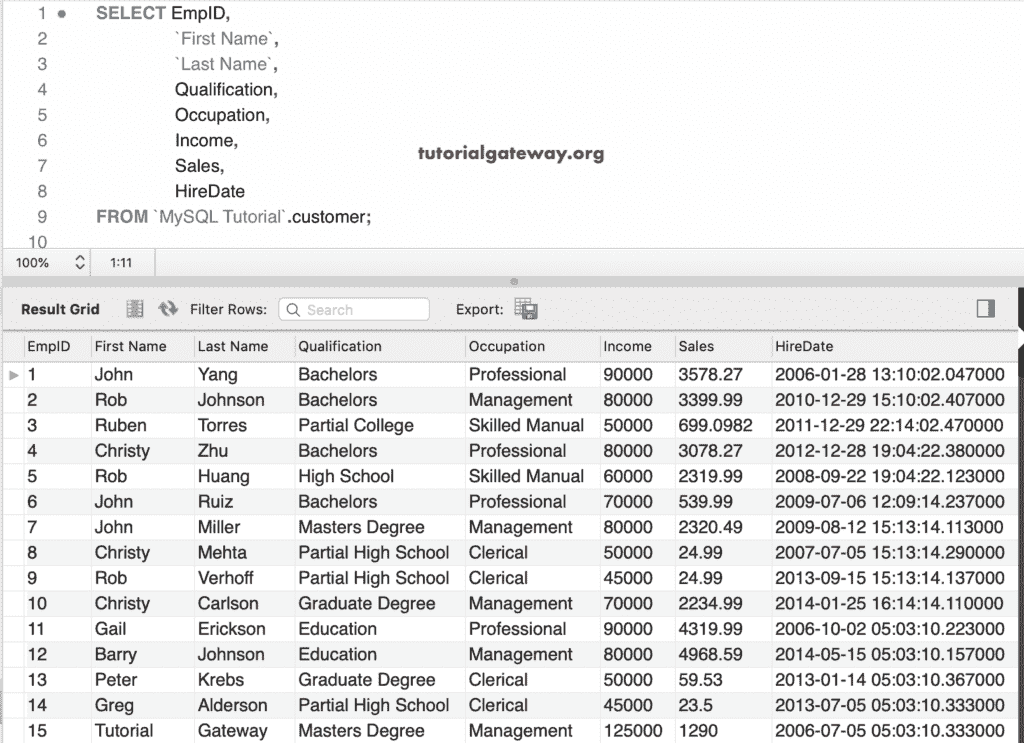 1 SELECT EmpID,
2 `First Name`,
3 `Last Name`,
4 Qualification,
5 Occupation,
6 Income,
tutorialgateway.org
7 Sales,
8 HireDate
9 FROM `MySQL Tutorial`.customer;
10
100% 1:11
Result Grid Filter Rows: Search Export:
EmpID First Name Last Name Qualification Occupation Income Sales HireDate
1 John Yang Bachelors Professional 90000 3578.27 2006-01-28 13:10:02.047000
2 Rob Johnson Bachelors Management 80000 3399.99 2010-12-29 15:10:02.407000
3 Ruben Torres Partial College Skilled Manual 50000 699.0982 2011-12-29 22:14:02.470000
4 Christy Zhu Bachelors Professional 80000 3078.27 2012-12-28 19:04:22.380000
5 Rob Huang High School Skilled Manual 60000 2319.99 2008-09-22 19:04:22.123000
6 John Ruiz Bachelors Professional 70000 539.99 2009-07-06 12:09:14.237000
7 John Miller Masters Degree Management 80000 2320.49 2009-08-12 15:13:14.113000
8 Christy Mehta Partial High School Clerical 50000 24.99 2007-07-05 15:13:14.290000
9 Rob Verhoff Partial High School Clerical 45000 24.99 2013-09-15 15:13:14.137000
10 Christy Carlson Graduate Degree Management 70000 2234.99 2014-01-25 16:14:14.110000
11 Gail Erickson Education Professional 90000 4319.99 2006-10-02 05:03:10.223000
12 Barry Johnson Education Management 80000 4968.59 2014-05-15 05:03:10.157000
13 Peter Krebs Graduate Degree Clerical 50000 59.53 2013-01-14 05:03:10.367000
14 Greg Alderson Partial High School Clerical 45000 23.5 2013-07-05 05:03:10.333000
15 Tutorial Gateway Masters Degree Management 125000 1290 2006-07-05 05:03:10.333000